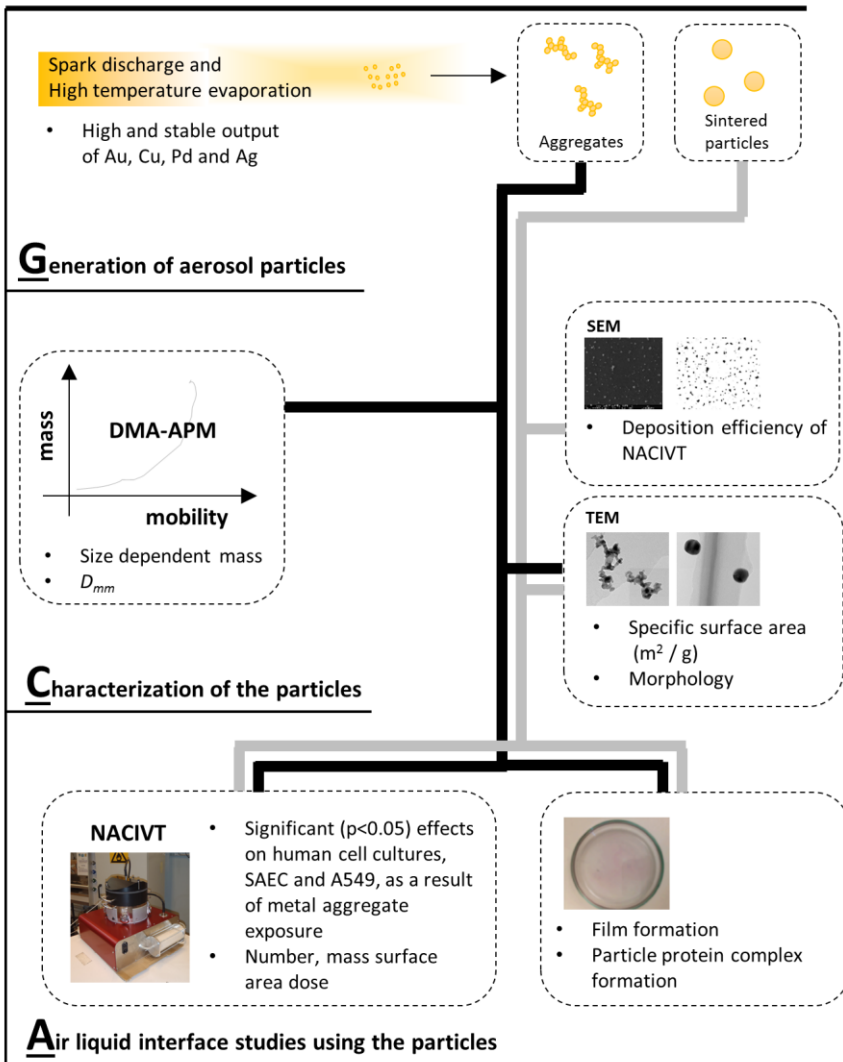 Spark discharge and
High temperature evaporation
• High and stable output
of Au, Cu, Pd and Ag
Aggregates
Sintered
particles
Generation of aerosol particles
mass
DMA-APM
mobility
• Size dependent mass
• Dmm
SEM
• Deposition efficiency of
NACIVT
TEM
• Specific surface area
(m² / g)
• Morphology
Characterization of the particles
NACIVT
• Significant (p<0.05) effects
on human cell cultures,
SAEC and A549, as a result
of metal aggregate
exposure
• Number, mass surface
area dose
• Film formation
• Particle protein complex
formation
Air liquid interface studies using the particles